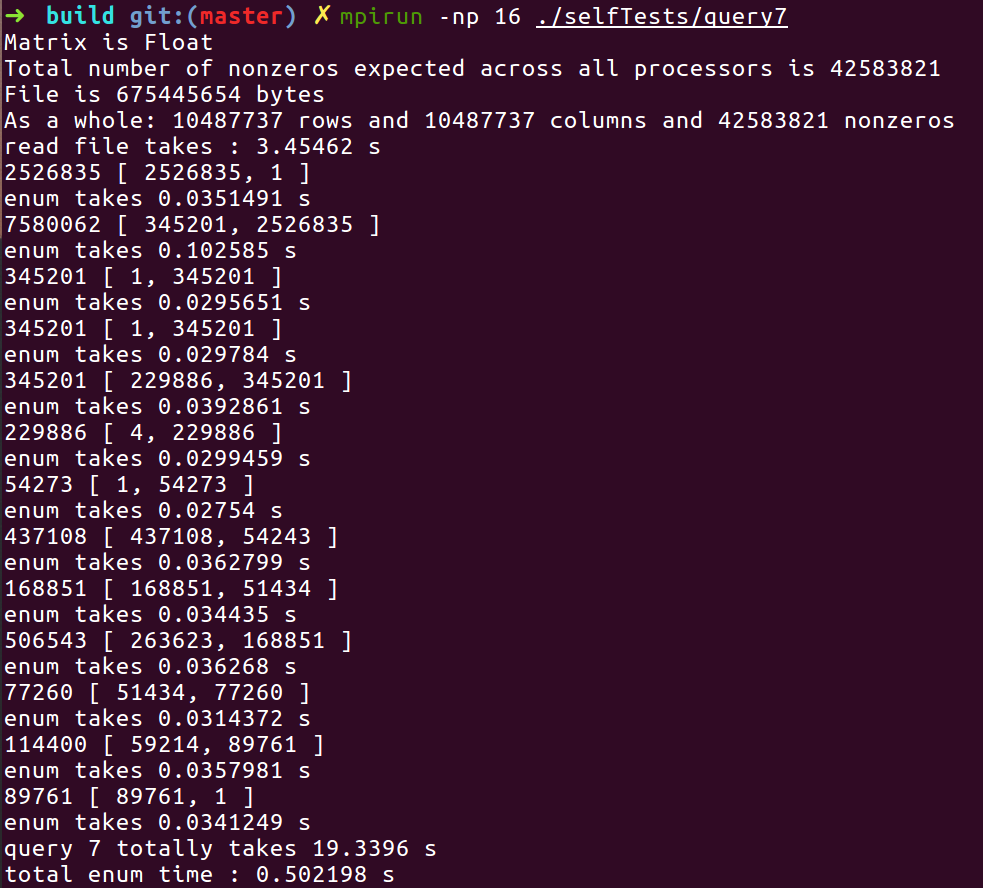 → build git:(master) ✗ mpirun -np 16 ./selfTests/query7
Matrix is Float
Total number of nonzeros expected across all processors is 42583821
File is 675445654 bytes
As a whole: 10487737 rows and 10487737 columns and 42583821 nonzeros
read file takes : 3.45462 s
2526835 [ 2526835, 1 ]
enum takes 0.0351491 s
7580062 [ 345201, 2526835 ]
enum takes 0.102585 s
345201 [ 1, 345201 ]
enum takes 0.0295651 s
345201 [ 1, 345201 ]
enum takes 0.029784 s
345201 [ 229886, 345201 ]
enum takes 0.0392861 s
229886 [ 4, 229886 ]
enum takes 0.0299459 s
54273 [ 1, 54273 ]
enum takes 0.02754 s
437108 [ 437108, 54243 ]
enum takes 0.0362799 s
168851 [ 168851, 51434 ]
enum takes 0.034435 s
506543 [ 263623, 168851 ]
enum takes 0.036268 s
77260 [ 51434, 77260 ]
enum takes 0.0314372 s
114400 [ 59214, 89761 ]
enum takes 0.0357981 s
89761 [ 89761, 1 ]
enum takes 0.0341249 s
query 7 totally takes 19.3396 s
total enum time : 0.502198 s